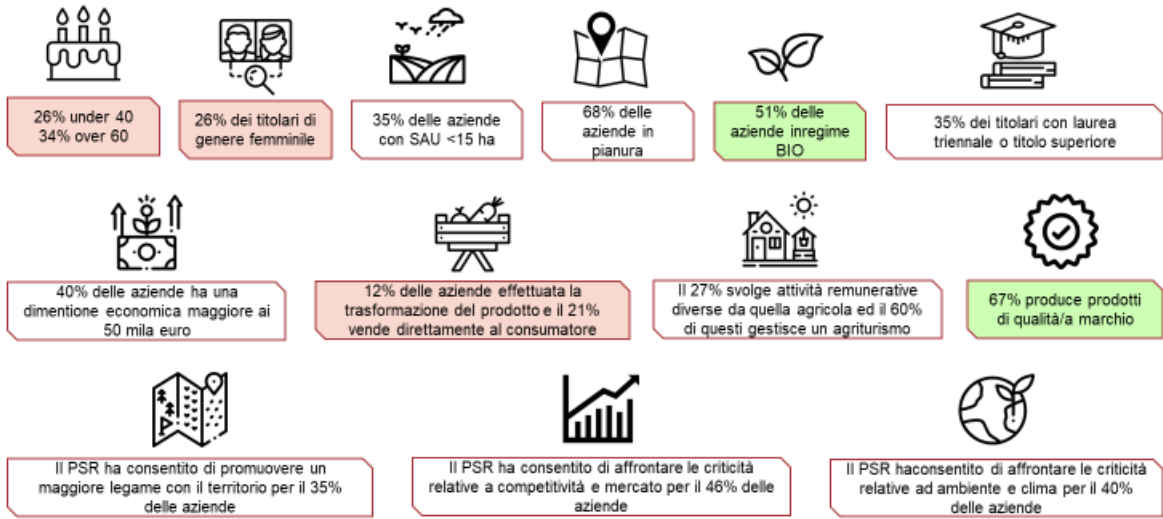 26% under 40
34% over 60
26% dei titolari di
genere femminile
35% delle aziende
con SAU <15 ha
68% delle
aziende in
pianura
51% delle
aziende inregime
BIO
35% dei titolari con laurea
triennale o titolo superiore
40% delle aziende ha una
dimentione economica maggiore ai
50 mila euro
12% delle aziende effettuata la
trasformazione del prodotto e il 21%
vende direttamente al consumatore
Il 27% svolge attività remunerative
diverse da quella agricola ed il 60%
di questi gestisce un agriturismo
67% produce prodotti
di qualità/a marchio
Il PSR ha consentito di promuovere un
maggiore legame con il territorio per il 35%
delle aziende
Il PSR ha consentito di affrontare le criticità
relative a competitività e mercato per il 46% delle
aziende
Il PSR haconsentito di affrontare le criticità
relative ad ambiente e clima per il 40%
delle aziende